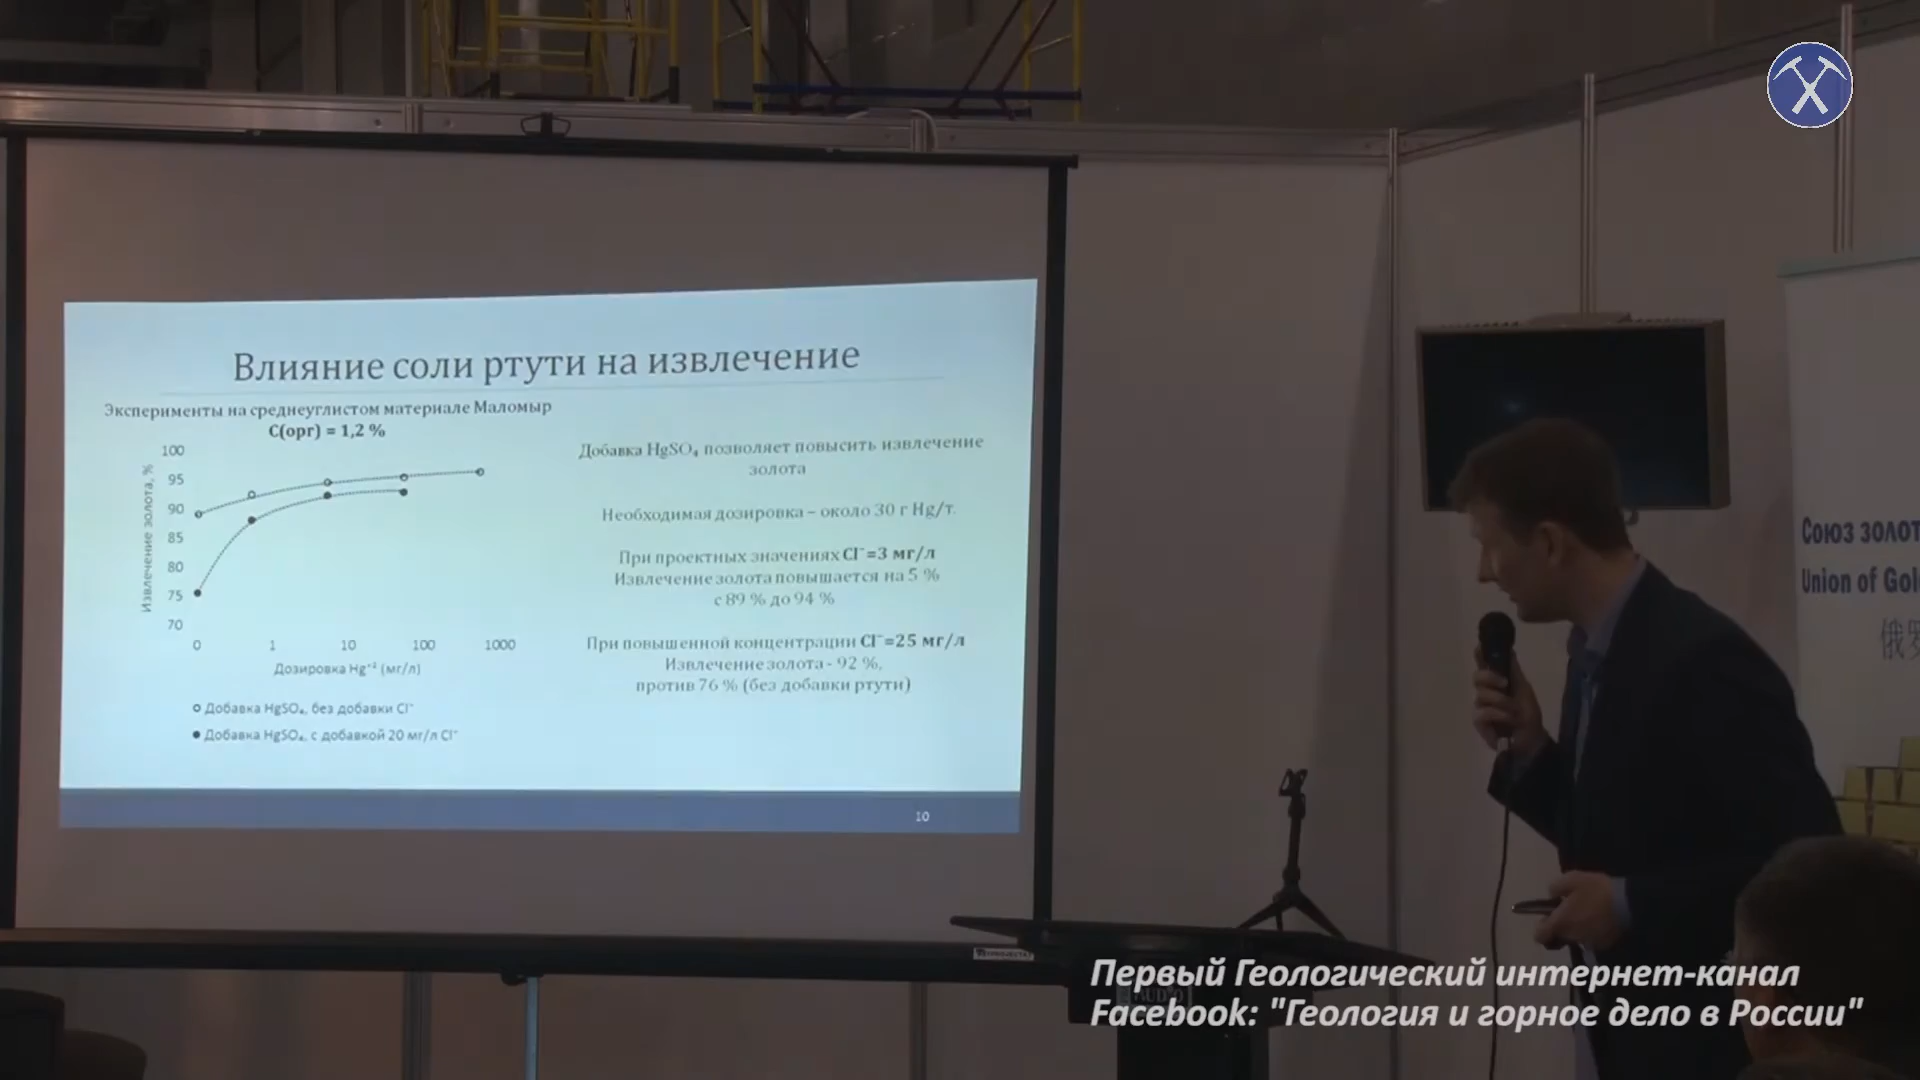 Влияние соли ртути на извлечение
Эксперименты на среднеуглистом материале Маломыр
С(орг) = 1,2 %
Извлечение золота, %
100
95
90
85
80
75
70
0 1 10 100 1000
Дозировка Hg⁺² (мг/л)
Добавка HgSO₄, без добавки Cl⁻
Добавка HgSO₄, с добавкой 20 мг/л Cl⁻
Добавка HgSO₄ позволяет повысить извлечение
золота
Необходимая дозировка – около 30 г Hg/т.
При проектных значениях Cl⁻=3 мг/л
Извлечение золота повышается на 5 %
с 89 % до 94 %
При повышенной концентрации Cl⁻=25 мг/л
Извлечение золота - 92 %,
против 76 % (без добавки ртути)
10
Союз золот
Union of Gol
俄罗
Первый Геологический интернет-канал
Facebook: "Геология и горное дело в России"